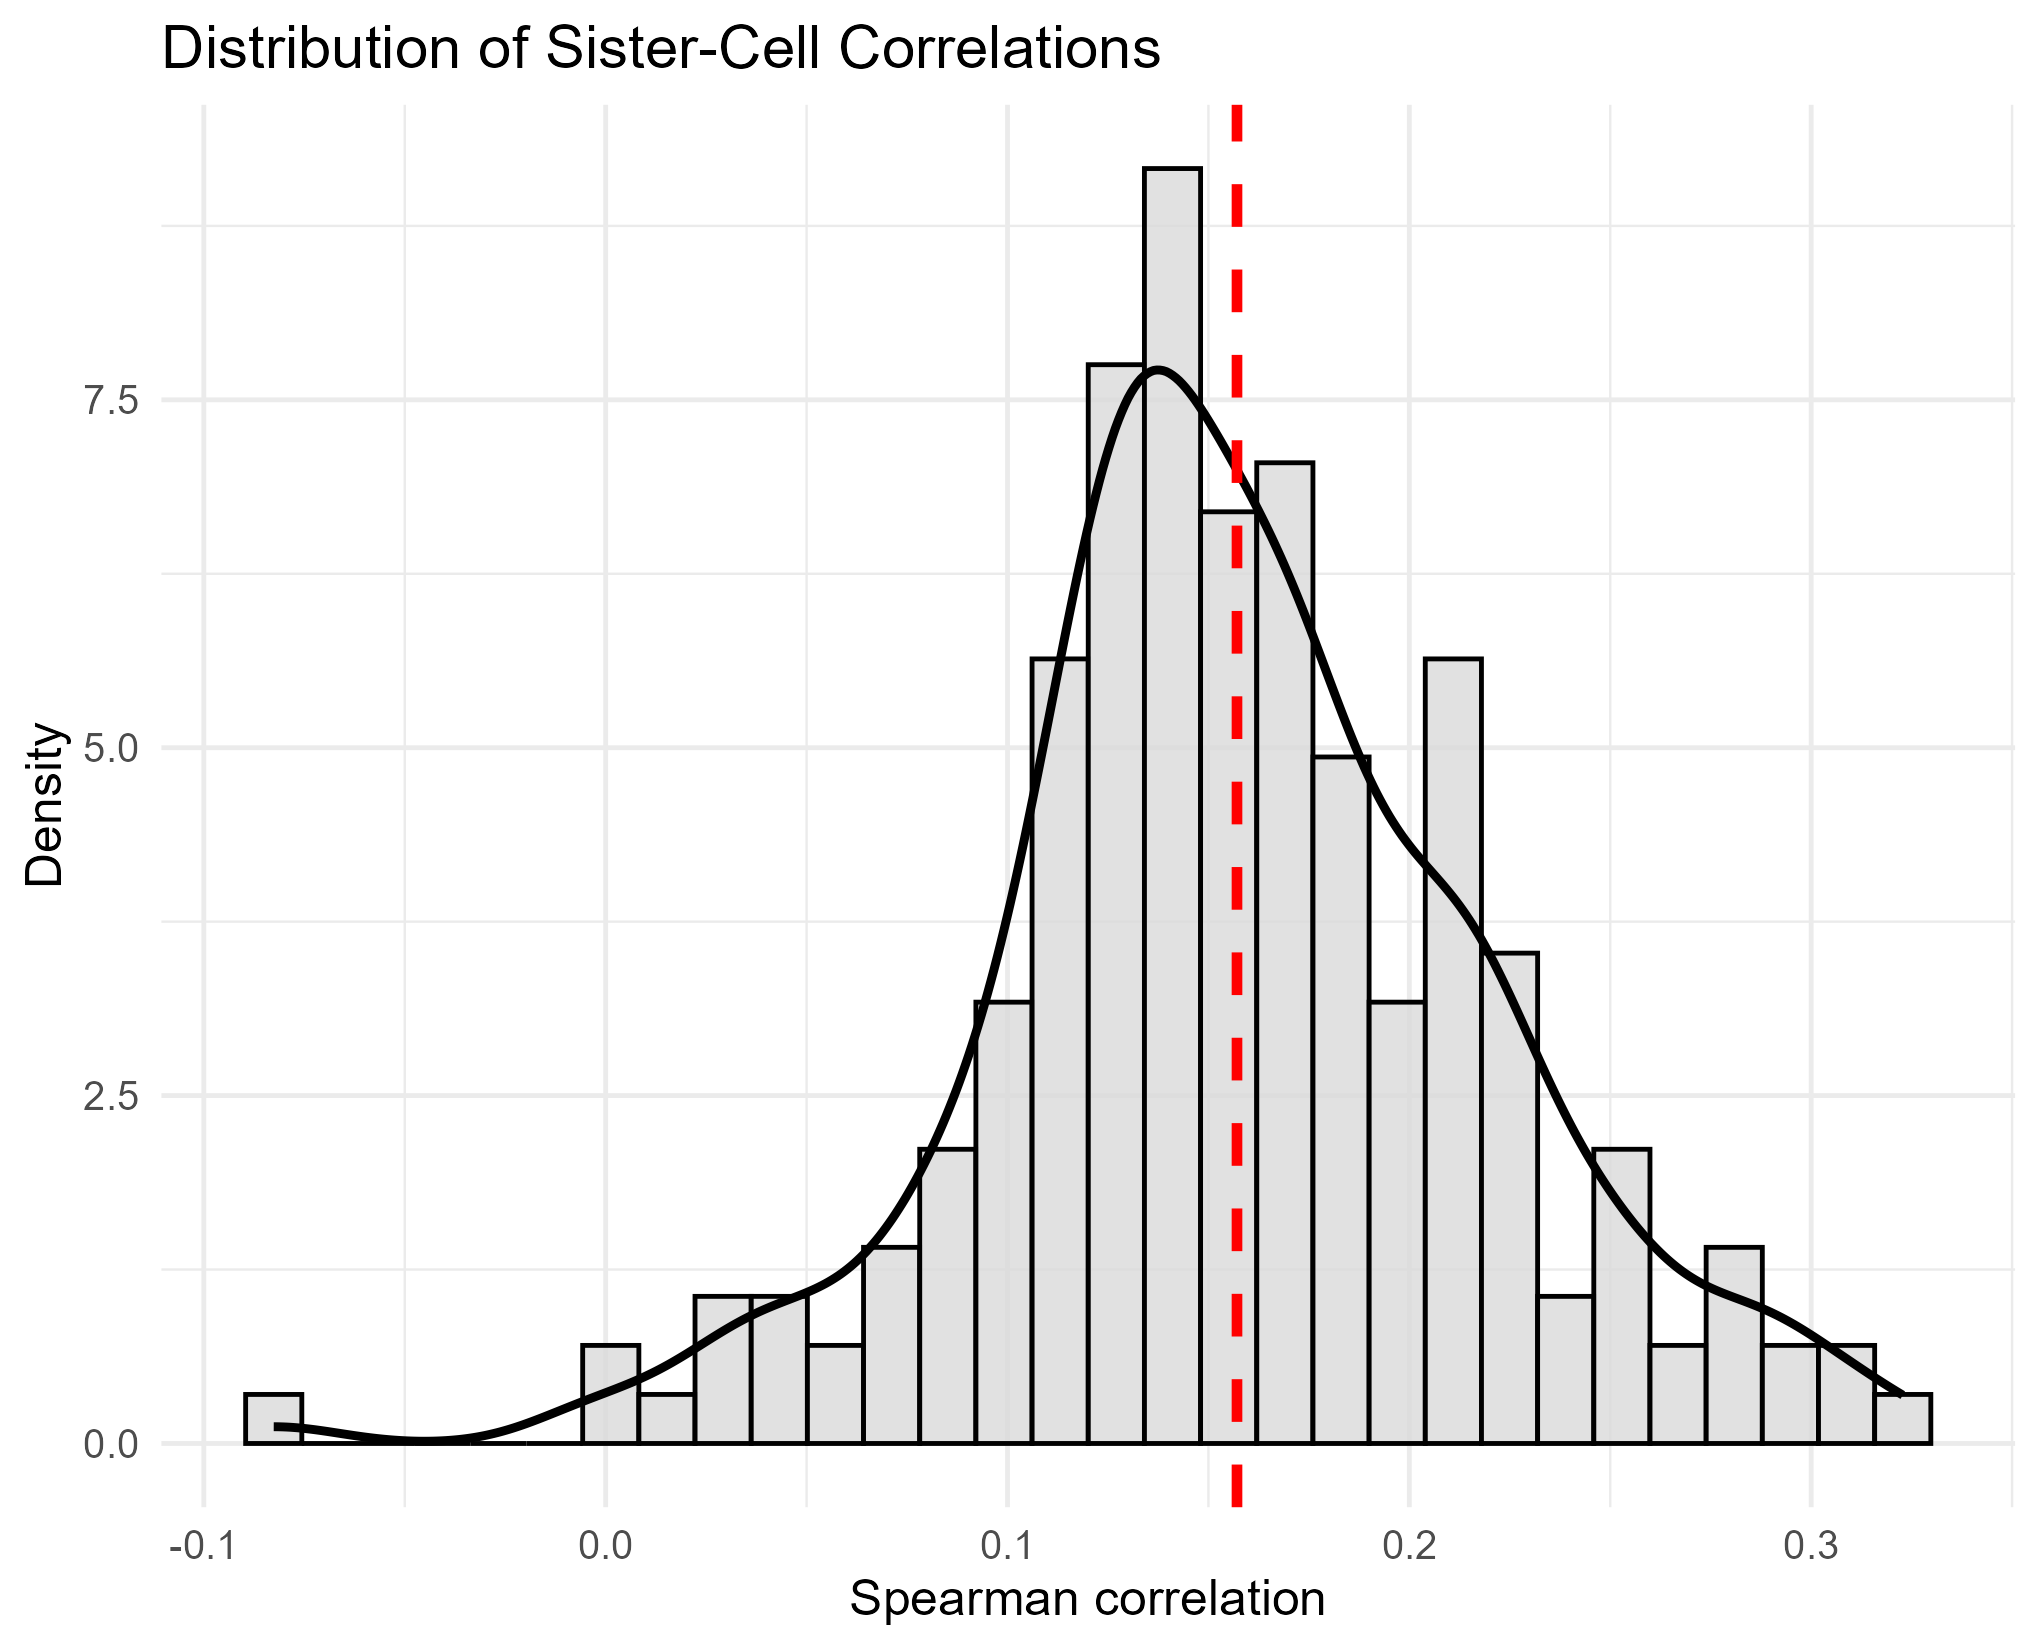 Distribution of Sister-Cell Correlations
Density
7.5
5.0
2.5
0.0
-0.1 0.0 0.1 0.2 0.3
Spearman correlation